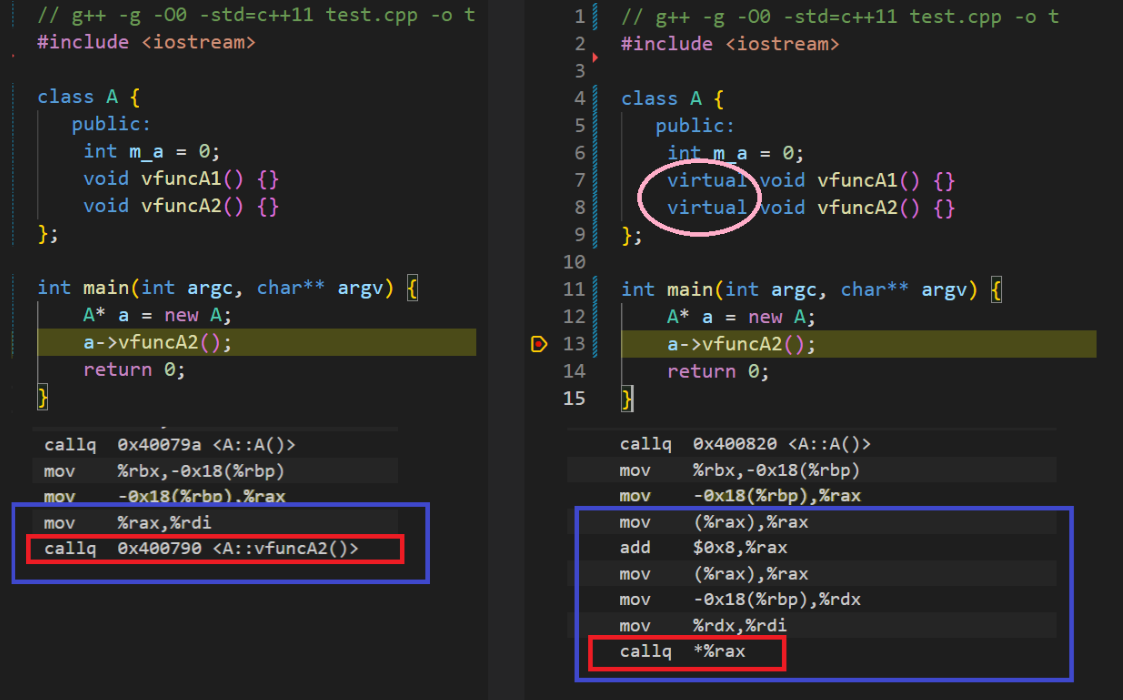 // g++ -g -O0 -std=c++11 test.cpp -o t
#include <iostream>
class A {
public:
int m_a = 0;
void vfuncA1() {}
void vfuncA2() {}
};
int main(int argc, char** argv) {
A* a = new A;
a->vfuncA2();
return 0;
}
callq 0x40079a <A::A()>
mov %rbx,-0x18(%rbp)
mov -0x18(%rbp),%rax
mov %rax,%rdi
callq 0x400790 <A::vfuncA2()>
1 // g++ -g -O0 -std=c++11 test.cpp -o t
2 #include <iostream>
3
4 class A {
5 public:
6 int m_a = 0;
7 virtual void vfuncA1() {}
8 virtual void vfuncA2() {}
9 };
10
11 int main(int argc, char** argv) {
12 A* a = new A;
13 a->vfuncA2();
14 return 0;
15 }
callq 0x400820 <A::A()>
mov %rbx,-0x18(%rbp)
mov -0x18(%rbp),%rax
mov (%rax),%rax
add $0x8,%rax
mov (%rax),%rax
mov -0x18(%rbp),%rdx
mov %rdx,%rdi
callq *%rax